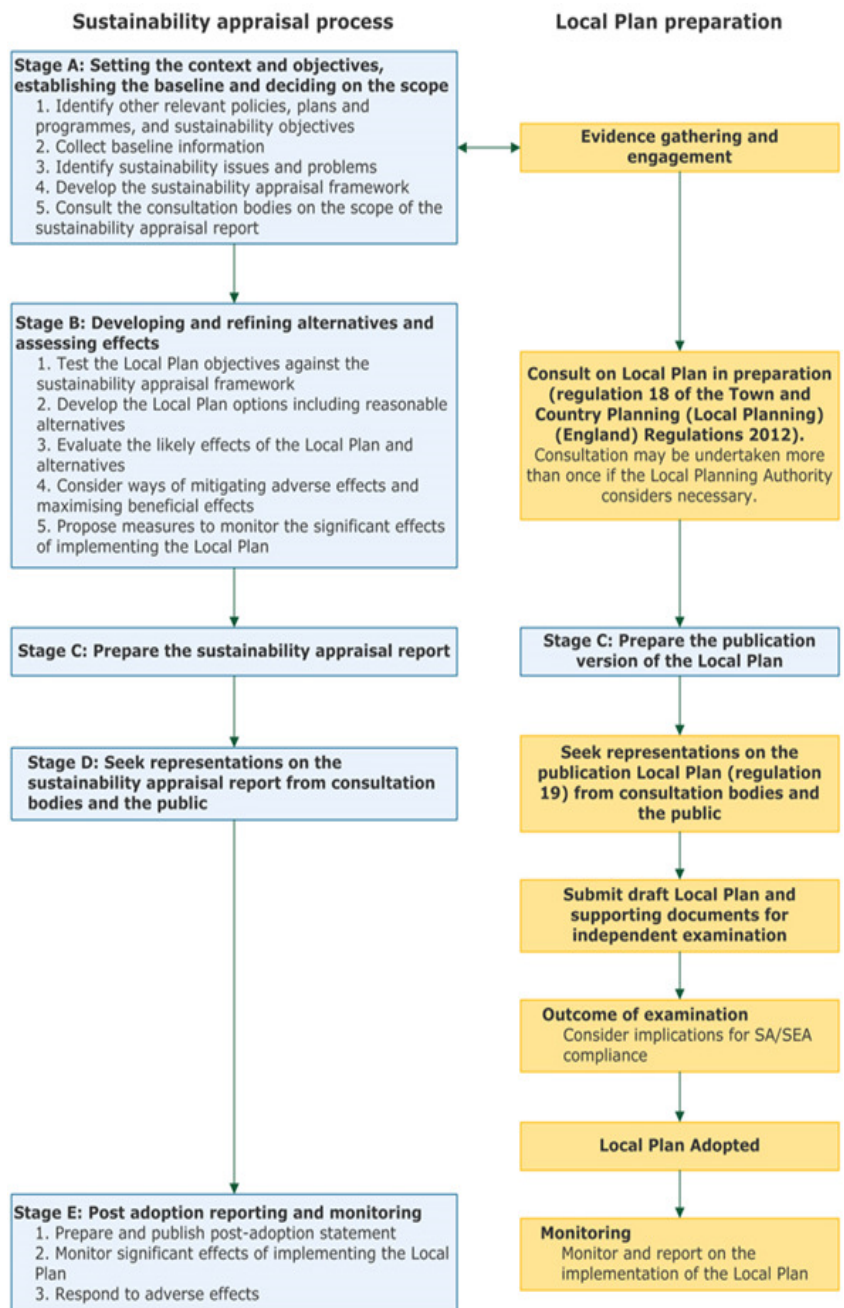 Sustainability appraisal process
Local Plan preparation
Stage A: Setting the context and objectives,
establishing the baseline and deciding on the scope
1. Identify other relevant policies, plans and
programmes, and sustainability objectives
2. Collect baseline information
3. Identify sustainability issues and problems
4. Develop the sustainability appraisal framework
5. Consult the consultation bodies on the scope of the
sustainability appraisal report
Evidence gathering and
engagement
Stage B: Developing and refining alternatives and
assessing effects
1. Test the Local Plan objectives against the
sustainability appraisal framework
2. Develop the Local Plan options including reasonable
alternatives
3. Evaluate the likely effects of the Local Plan and
alternatives
4. Consider ways of mitigating adverse effects and
maximising beneficial effects
5. Propose measures to monitor the significant effects
of implementing the Local Plan
Consult on Local Plan in preparation
(regulation 18 of the Town and
Country Planning (Local Planning)
(England) Regulations 2012).
Consultation may be undertaken more
than once if the Local Planning Authority
considers necessary.
Stage C: Prepare the sustainability appraisal report
Stage C: Prepare the publication
version of the Local Plan
Stage D: Seek representations on the
sustainability appraisal report from consultation
bodies and the public
Seek representations on the
publication Local Plan (regulation
19) from consultation bodies and
the public
Submit draft Local Plan and
supporting documents for
independent examination
Outcome of examination
Consider implications for SA/SEA
compliance
Local Plan Adopted
Stage E: Post adoption reporting and monitoring
1. Prepare and publish post-adoption statement
2. Monitor significant effects of implementing the Local
Plan
3. Respond to adverse effects
Monitoring
Monitor and report on the
implementation of the Local Plan